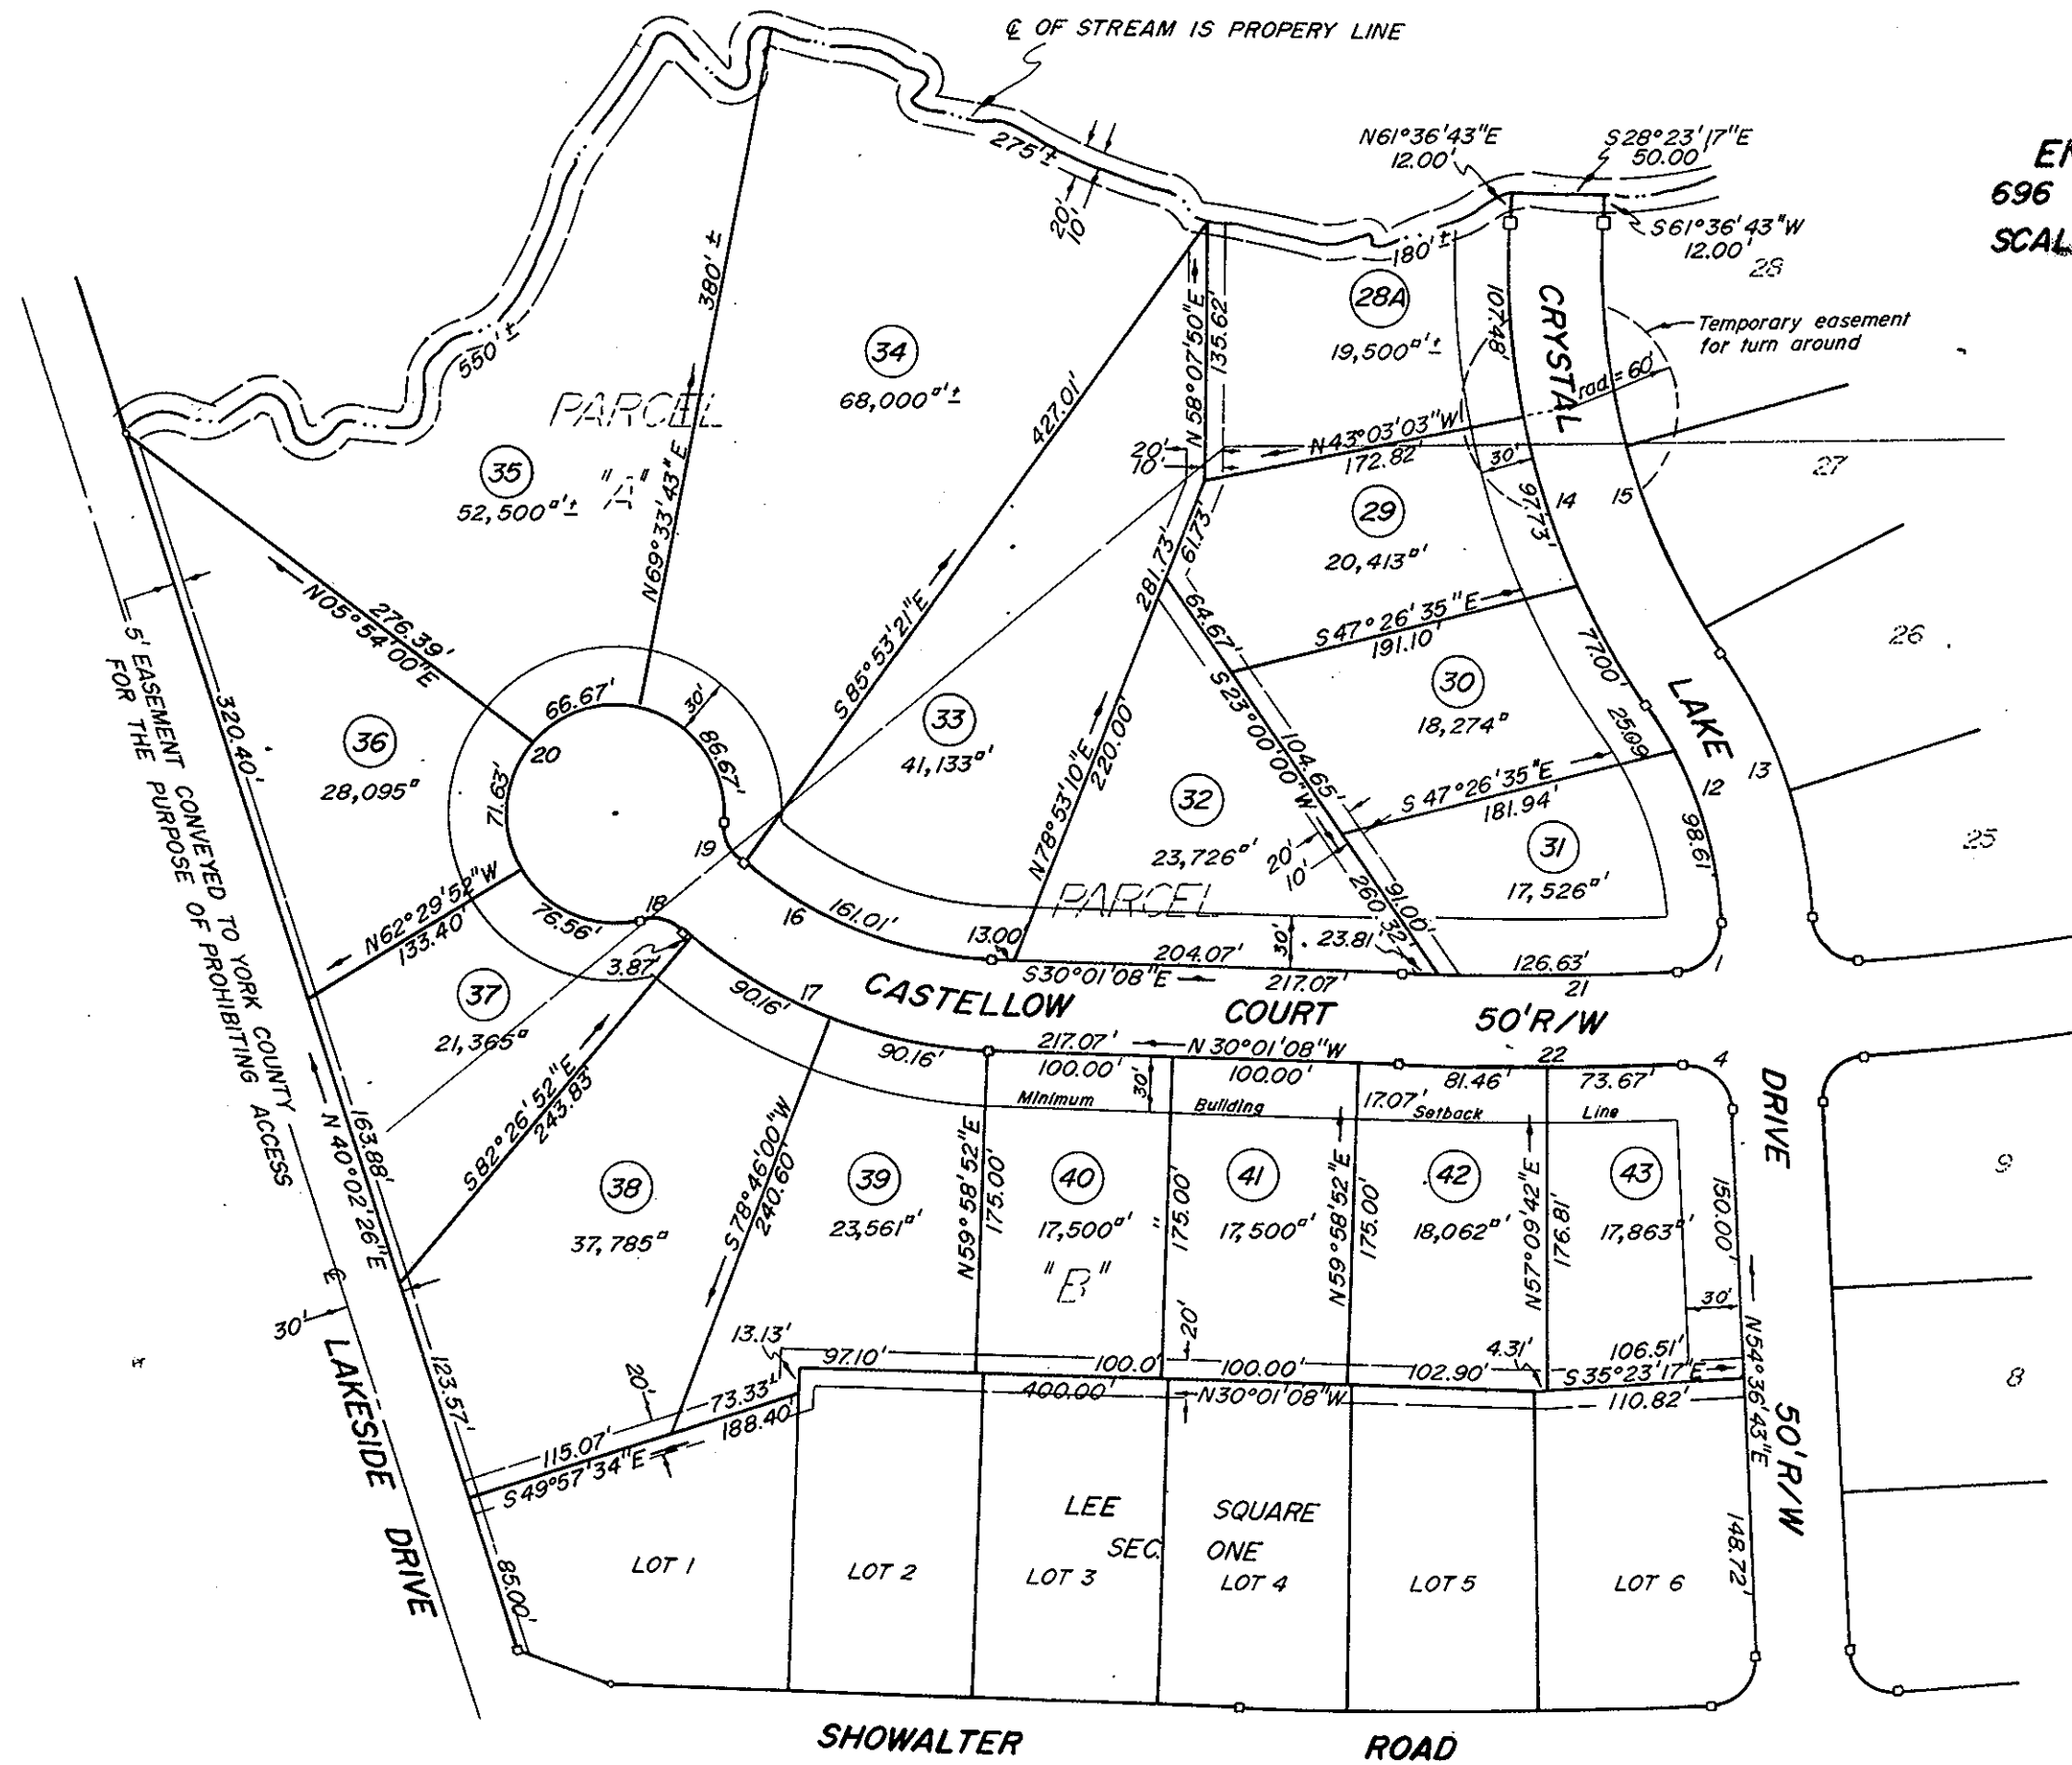 ℄ OF STREAM IS PROPERY LINE
N61°36'43"E
12.00'
S28°23'17"E
50.00'
696
S61°36'43"W
12.00'
28
275'±
20'
10'
180'±
28A
19,500□'±
107.48'
CRYSTAL
Temporary easement
for turn around
rad.=60'
550'±
380'±
34
68,000□'±
427.01'
N58°07'50"E
135.62'
20'
10'
N43°03'03"W
172.82'
30'
27
PARCEL
"A"
35
52,500□'±
N69°33'43"E
29
20,413□'
97.73'
14
15
281.73'
61.73'
64.67'
S47°26'35"E
191.10'
77.00'
26
276.39'
N05°54'00"E
5' EASEMENT CONVEYED TO YORK COUNTY
FOR THE PURPOSE OF PROHIBITING ACCESS
320.40'
36
28,095□
66.67'
20
30'
86.67'
71.63'
S85°53'21"E
33
41,133□'
N78°53'10"E
220.00'
S23°00'00"W
104.65'
30
18,274□
25.09'
LAKE
S47°26'35"E
181.94'
12
13
98.61'
25
32
23,726□'
20'
10'
260.32'
91.00'
31
17,526□'
PARCEL
19
18
16
161.01'
13.00'
204.07'
30'
23.81'
126.63'
1
S30°01'08"E
217.07'
21
N62°29'52"W
133.40'
76.56'
3.87'
37
21,365□
90.16'
17
CASTELLOW
COURT
50'R/W
90.16'
217.07'
N30°01'08"W
22
4
100.00'
30'
100.00'
81.46'
73.67'
Minimum
Building
17.07'
Setback
Line
DRIVE
163.88'
N40°02'26"E
S82°26'52"E
243.83'
S78°46'00"W
240.60'
38
37,785□
39
23,561□'
N59°58'52"E
175.00'
40
17,500□'
"B"
"
175.00'
41
17,500□'
N59°58'52"E
175.00'
42
18,062□'
N57°09'42"E
179.18'
43
17,863□'
150.00'
30'
9
8
℄
30'
LAKESIDE
DRIVE
123.57'
13.13'
97.10'
20'
100.0'
100.00'
102.90'
4.31'
106.51'
S35°23'17"E
20'
73.33'
188.40'
400.00'
N30°01'08"W
110.82'
N54°36'43"E
50'R/W
115.07'
S49°57'34"E
148.72'
85.00'
LEE
SQUARE
SEC.
ONE
LOT 1
LOT 2
LOT 3
LOT 4
LOT 5
LOT 6
SHOWALTER
ROAD